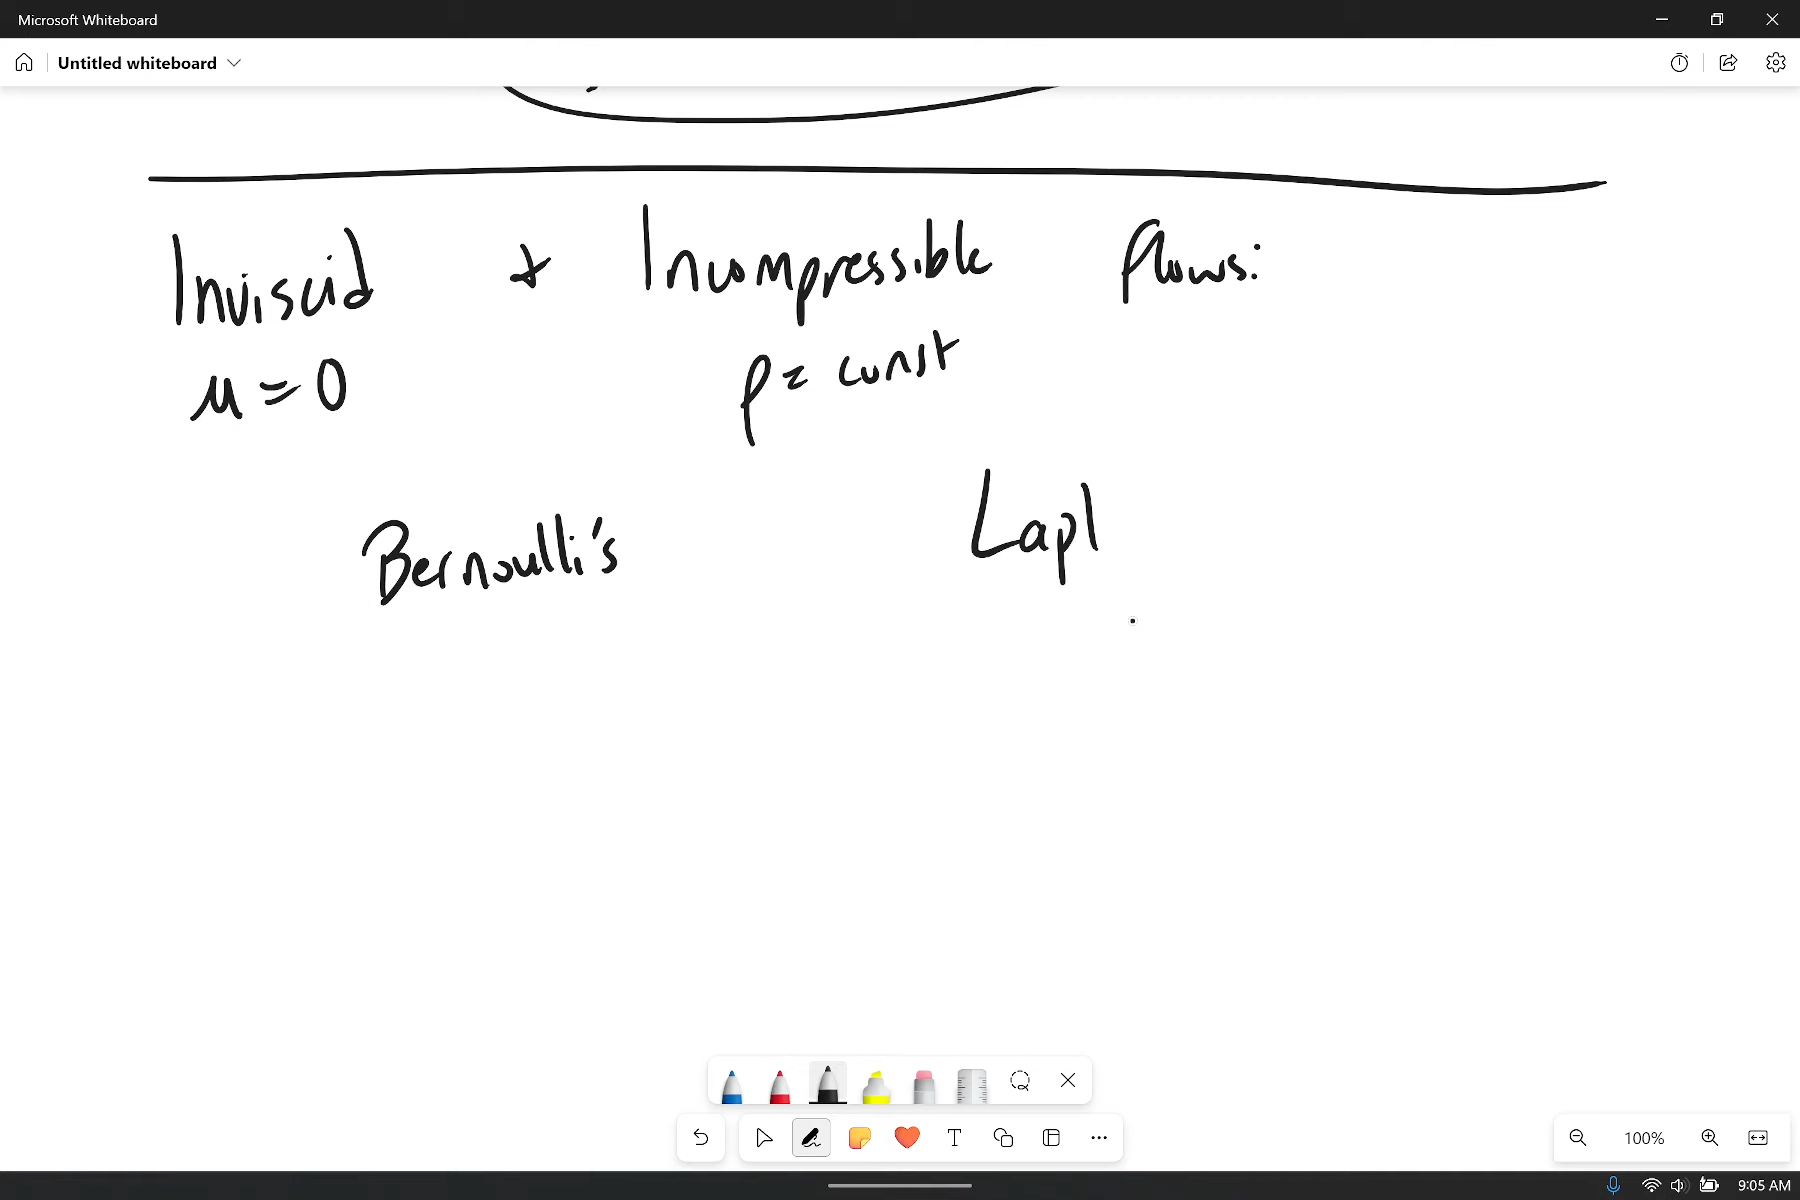 Microsoft Whiteboard
Untitled whiteboard
Inviscid + Incompressible flows:
μ = 0 ρ = const
Bernoulli's Lapl
T
100%
9:05 AM